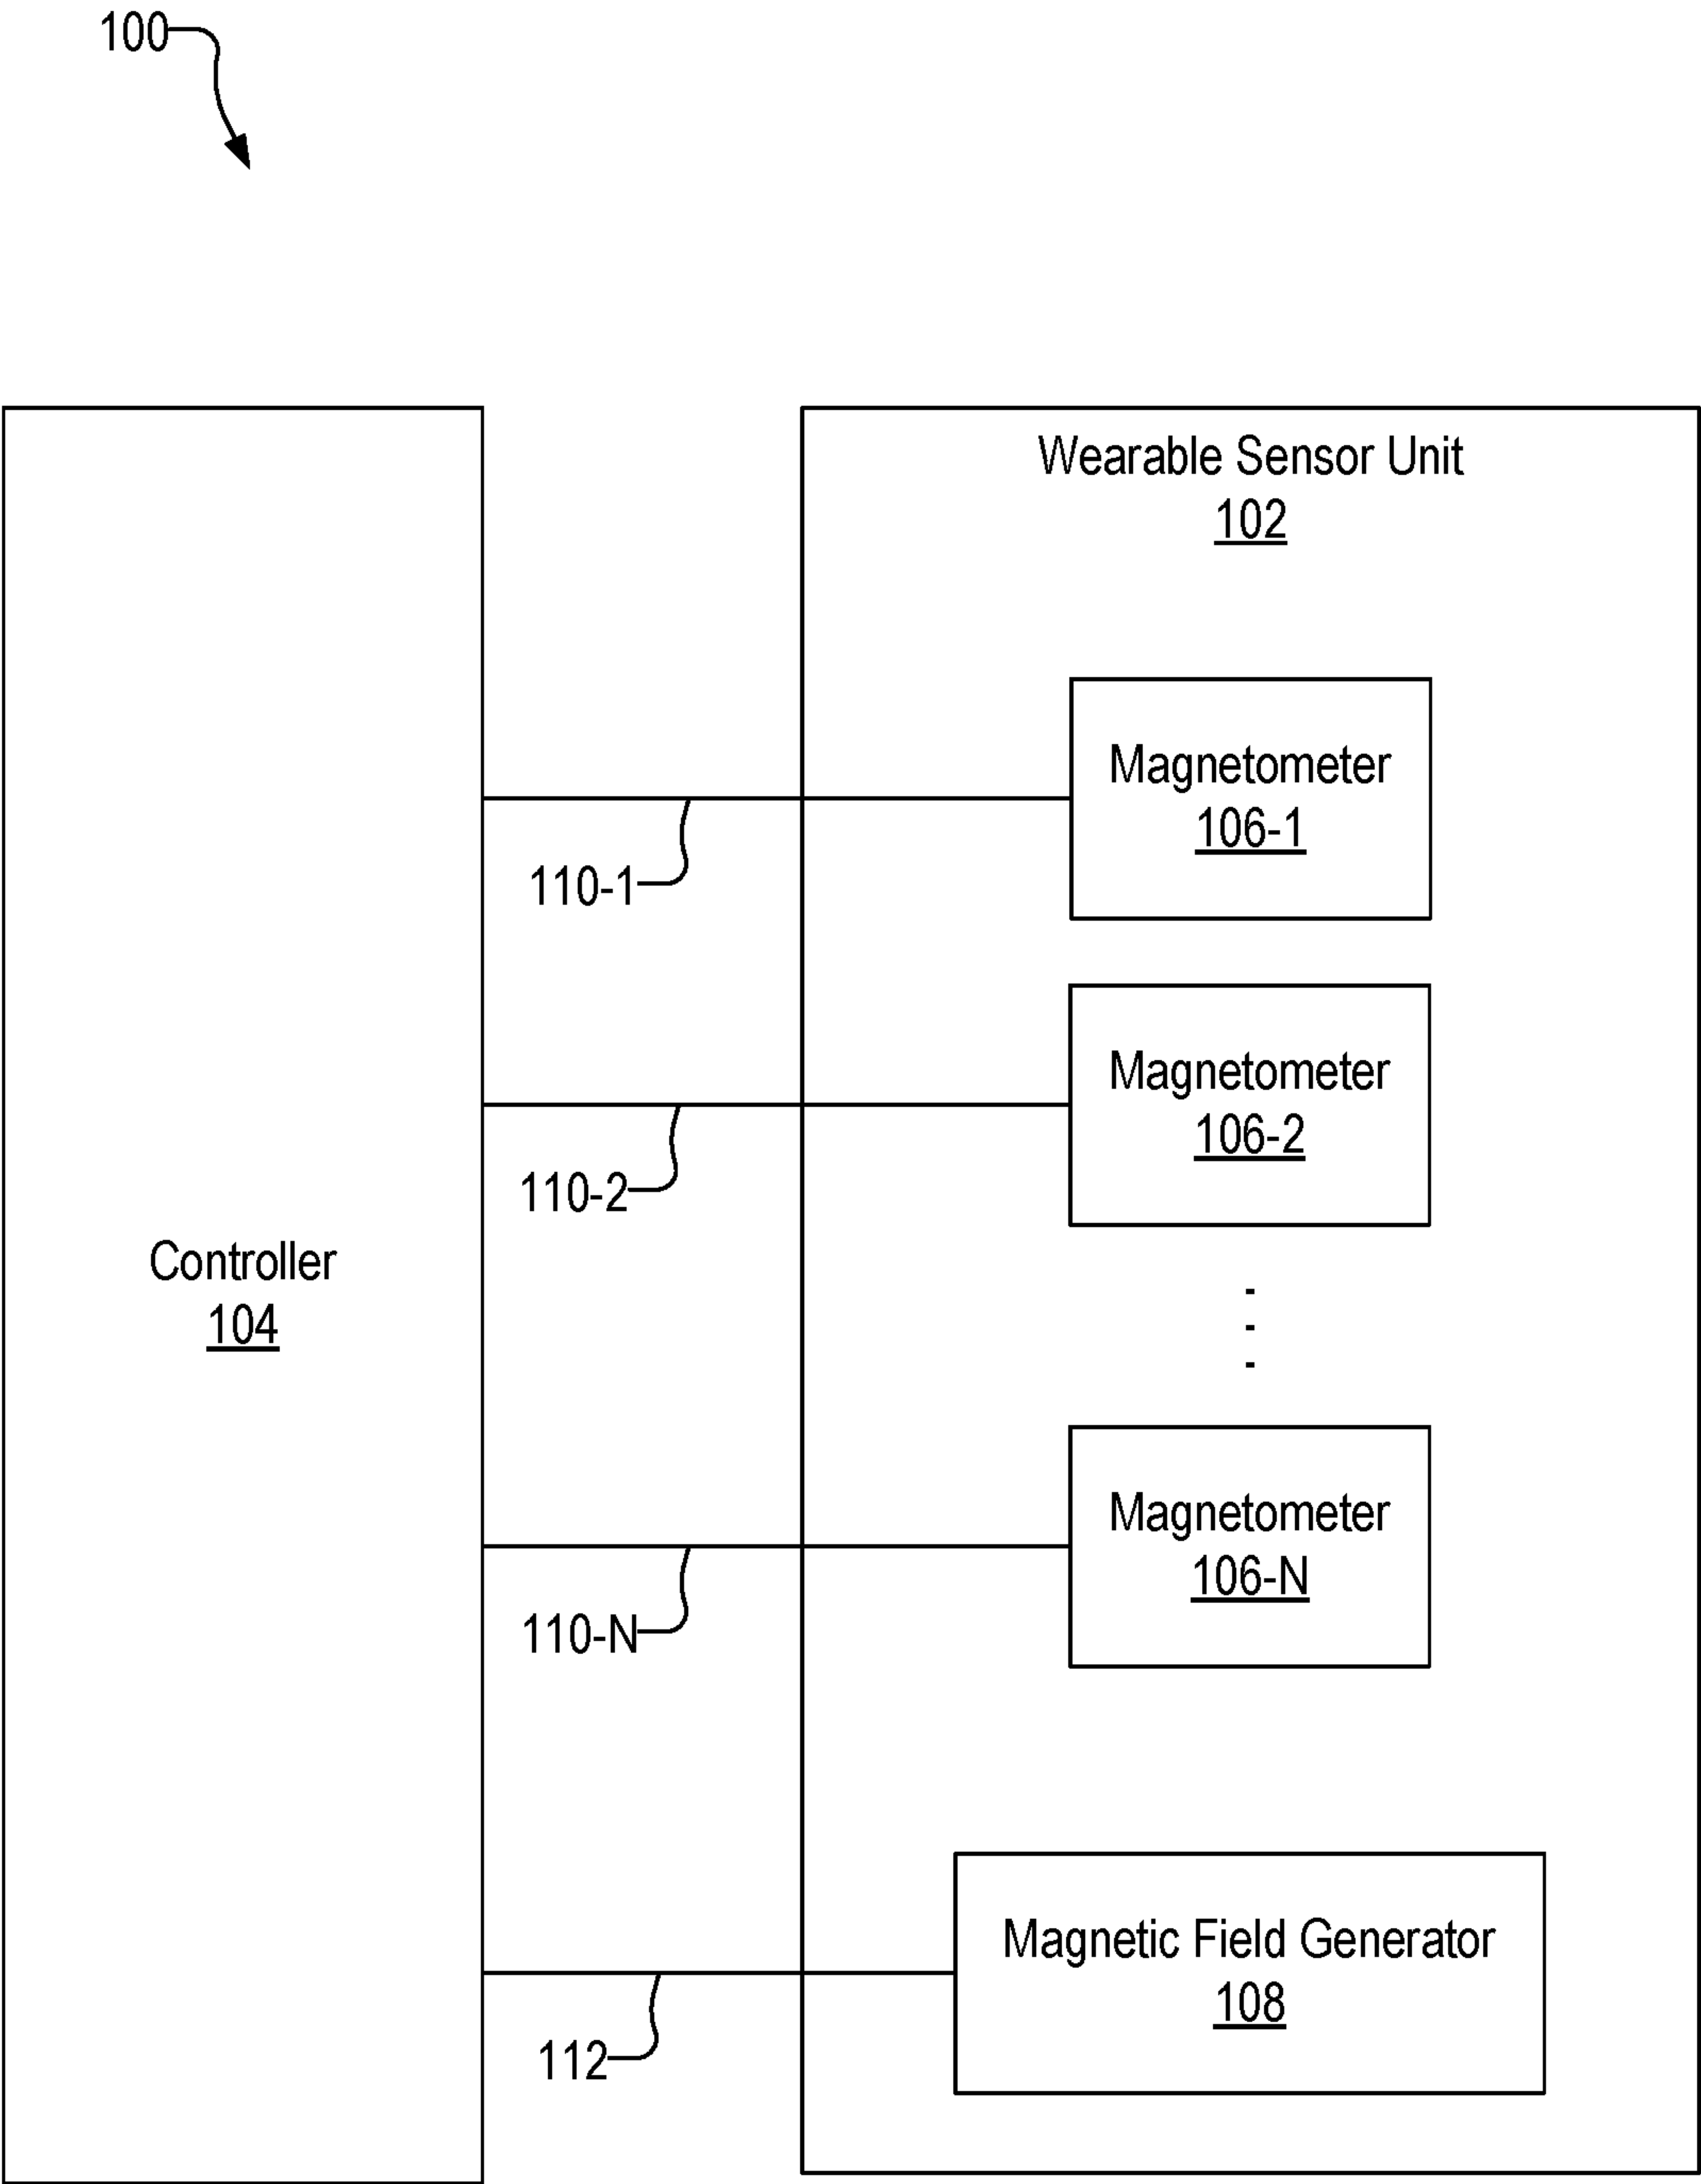 100
Wearable Sensor Unit
102
Magnetometer
106-1
110-1
Magnetometer
106-2
110-2
Controller
104
Magnetometer
106-N
110-N
Magnetic Field Generator
108
112